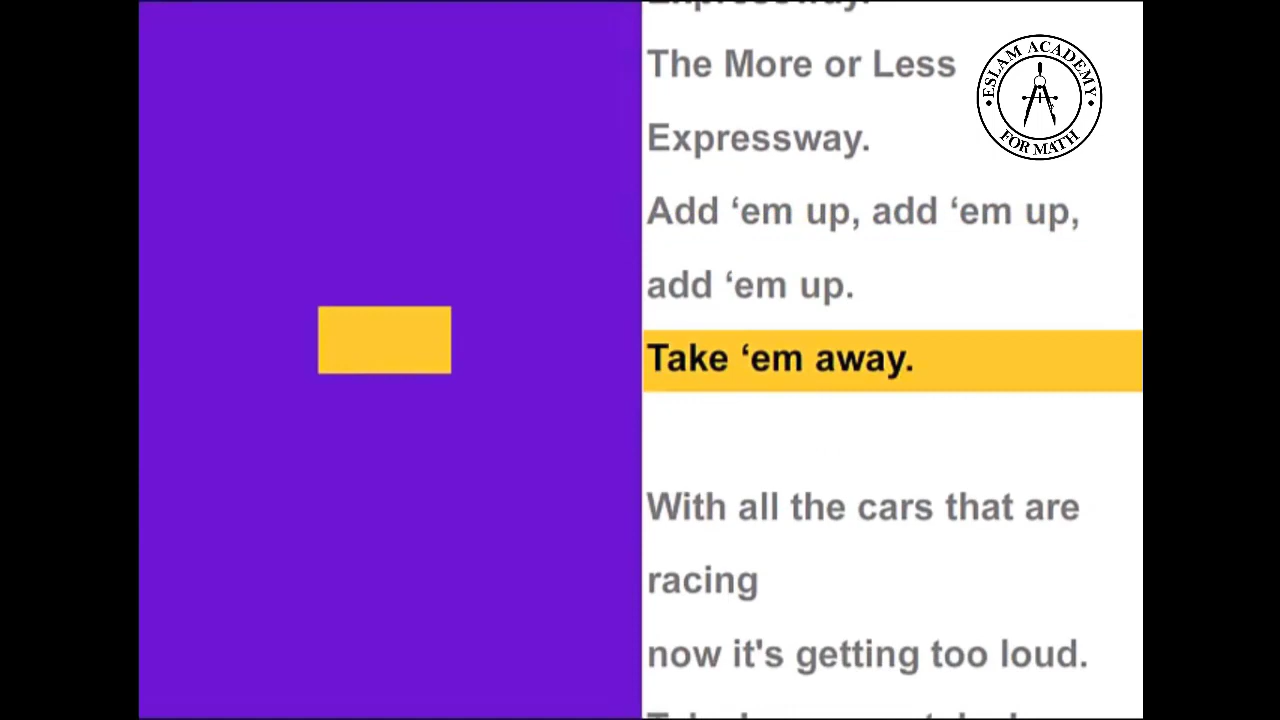 Expressway.
The More or Less
Expressway.
Add ‘em up, add ‘em up,
add ‘em up.
Take ‘em away.
With all the cars that are
racing
now it's getting too loud.
ESLAM ACADEMY
FOR MATH